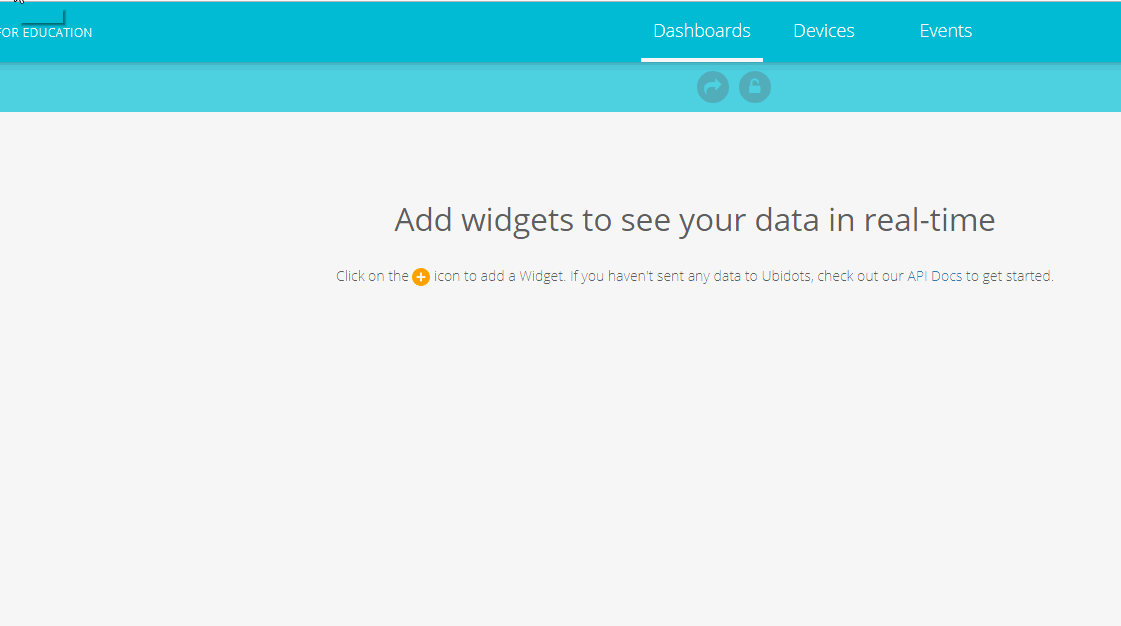 FOR EDUCATION
Dashboards Devices Events
Add widgets to see your data in real-time
Click on the + icon to add a Widget. If you haven't sent any data to Ubidots, check out our API Docs to get started.